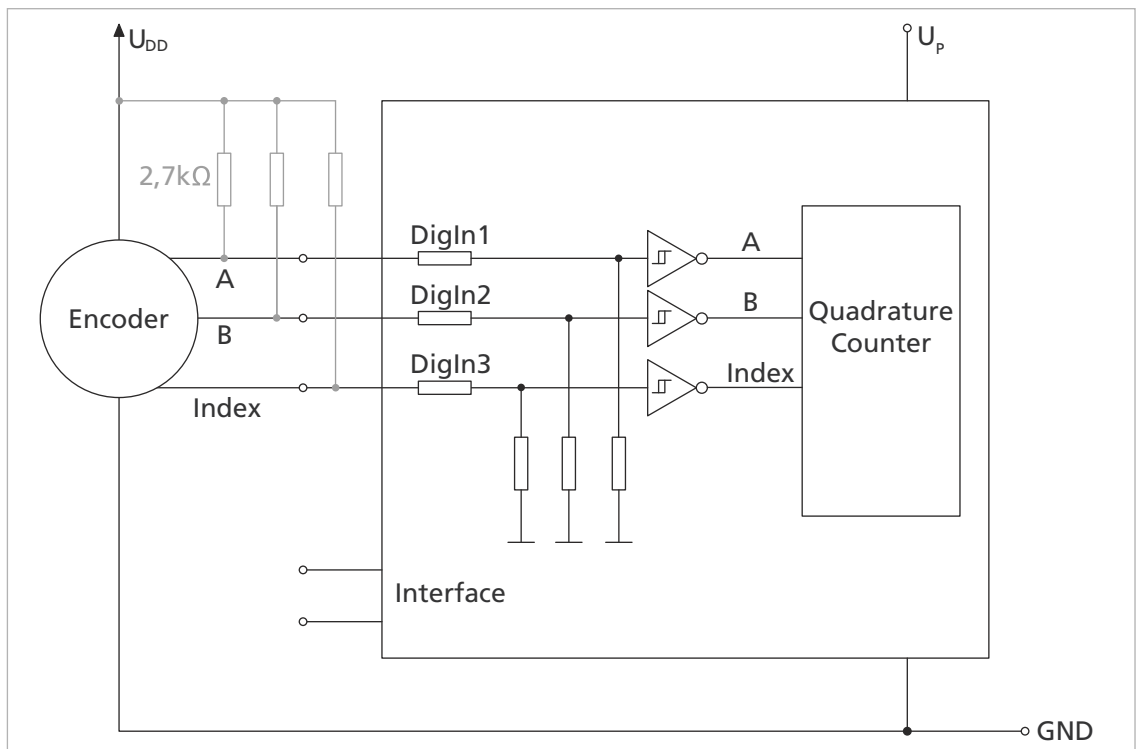 U_DD
U_P
2,7kΩ
DigIn1
A
A
DigIn2
B
Encoder
B
Quadrature
Counter
DigIn3
Index
Index
Interface
GND